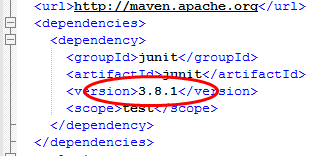 <url>http://maven.apache.org</url>
<dependencies>
<dependency>
<groupId>junit</groupId>
<artifactId>junit</artifactId>
<version>3.8.1</version>
<scope>test</scope>
</dependency>
</dependencies>